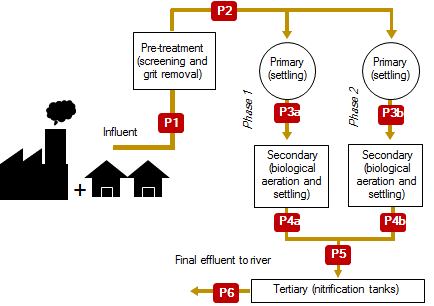 P2
Pre-treatment
(screening and
grit removal)
Primary
(settling)
Primary
(settling)
Phase 1
Phase 2
P1
P3a
P3b
Influent
+
Secondary
(biological
aeration and
settling)
Secondary
(biological
aeration and
settling)
P4a
P4b
P5
Final effluent to river
P6
Tertiary (nitrification tanks)